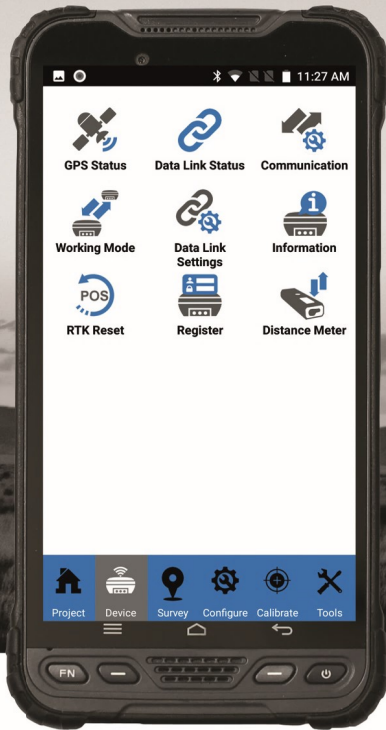 11:27 AM
GPS Status
Data Link Status
Communication
Working Mode
Data Link
Settings
Information
POS
RTK Reset
Register
Distance Meter
Project
Device
Survey
Configure
Calibrate
Tools
FN